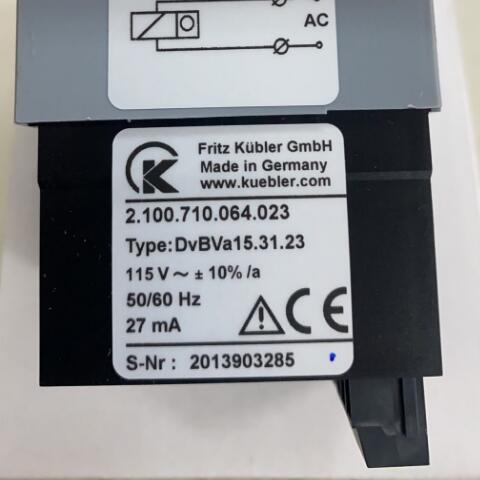 AC
Fritz Kübler GmbH
Made in Germany
www.kuebler.com
K
2.100.710.064.023
Type: DvBVa15.31.23
115 V ~ ± 10% /a
50/60 Hz
27 mA
CE
S-Nr : 2013903285